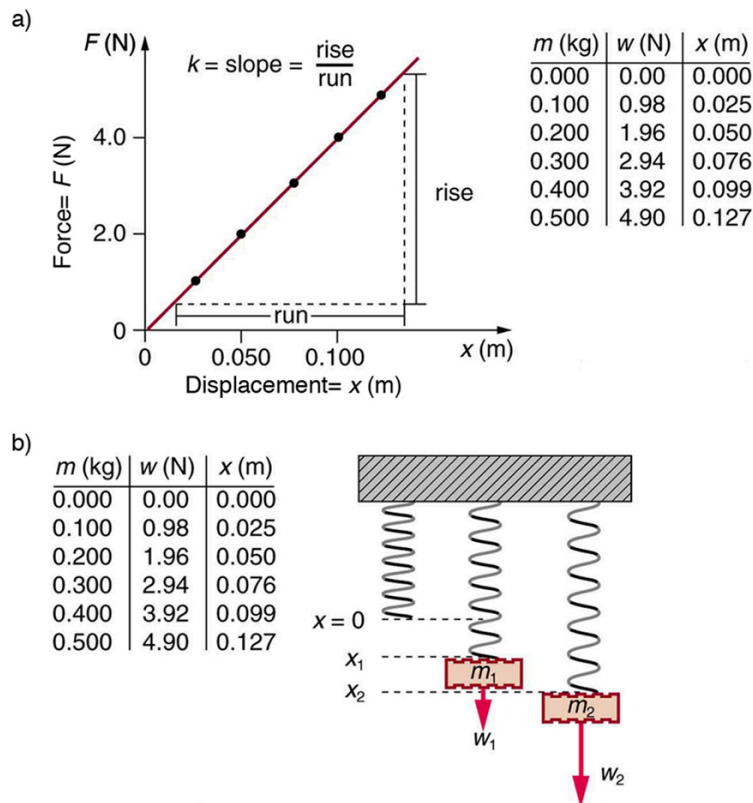 a)
F (N)
k = slope = rise
run
4.0
2.0
0
Force= F (N)
rise
run
0 0.050 0.100 x (m)
Displacement= x (m)
m (kg) w (N) x (m)
0.000 0.00 0.000
0.100 0.98 0.025
0.200 1.96 0.050
0.300 2.94 0.076
0.400 3.92 0.099
0.500 4.90 0.127
b)
m (kg) w (N) x (m)
0.000 0.00 0.000
0.100 0.98 0.025
0.200 1.96 0.050
0.300 2.94 0.076
0.400 3.92 0.099
0.500 4.90 0.127
x = 0
x₁
x₂
m₁
m₂
w₁
w₂